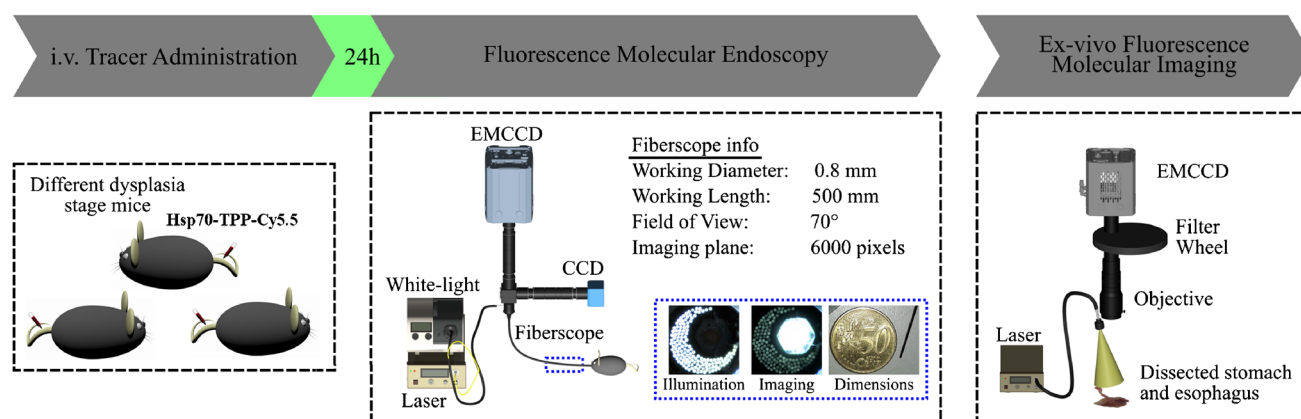 i.v. Tracer Administration
24h
Fluorescence Molecular Endoscopy
Ex-vivo Fluorescence
Molecular Imaging
Different dysplasia
stage mice
Hsp70-TPP-Cy5.5
EMCCD
CCD
White-light
Fiberscope
Laser
Fiberscope info
Working Diameter: 0.8 mm
Working Length: 500 mm
Field of View: 70°
Imaging plane: 6000 pixels
50
Illumination
Imaging
Dimensions
EMCCD
Filter
Wheel
Objective
Laser
Dissected stomach
and esophagus